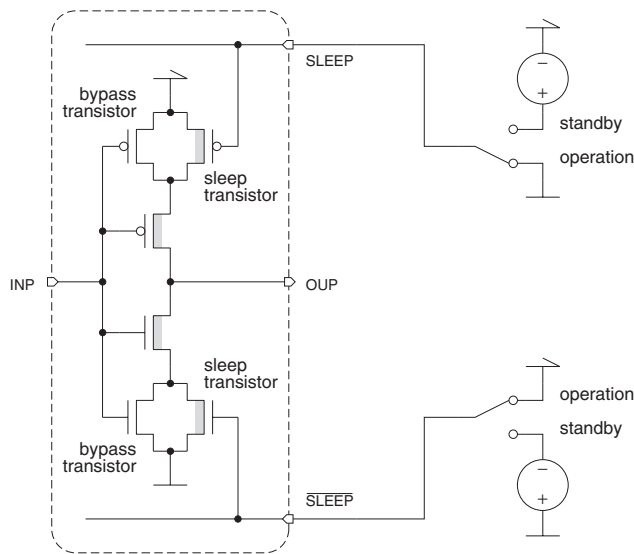 SLEEP
bypass
transistor
−
+
standby
operation
sleep
transistor
INP
OUP
sleep
transistor
operation
standby
bypass
transistor
−
+
SLEEP